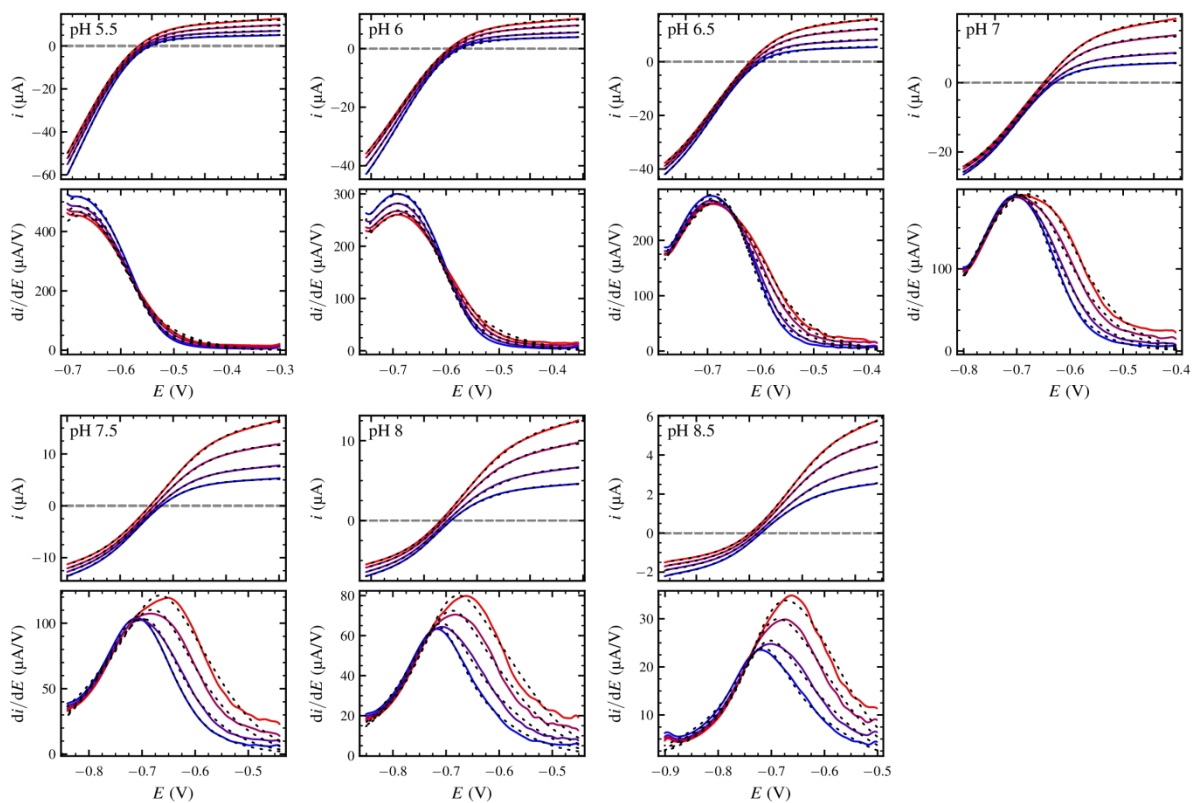 pH 5.5
i (µA)
0
−20
−40
−60
di/dE (µA/V)
400
200
0
−0.7 −0.6 −0.5 −0.4 −0.3
E (V)
pH 6
i (µA)
0
−20
−40
di/dE (µA/V)
300
250
200
150
100
50
0
−0.7 −0.6 −0.5 −0.4
E (V)
pH 6.5
i (µA)
0
−20
−40
di/dE (µA/V)
200
100
0
−0.7 −0.6 −0.5 −0.4
E (V)
pH 7
i (µA)
0
−20
di/dE (µA/V)
100
−0.8 −0.7 −0.6 −0.5 −0.4
E (V)
pH 7.5
i (µA)
10
0
−10
di/dE (µA/V)
100
50
0
−0.8 −0.7 −0.6 −0.5
E (V)
pH 8
i (µA)
10
0
di/dE (µA/V)
80
60
40
20
0
−0.8 −0.7 −0.6 −0.5
E (V)
pH 8.5
i (µA)
6
4
2
0
−2
di/dE (µA/V)
30
20
10
−0.9 −0.8 −0.7 −0.6 −0.5
E (V)